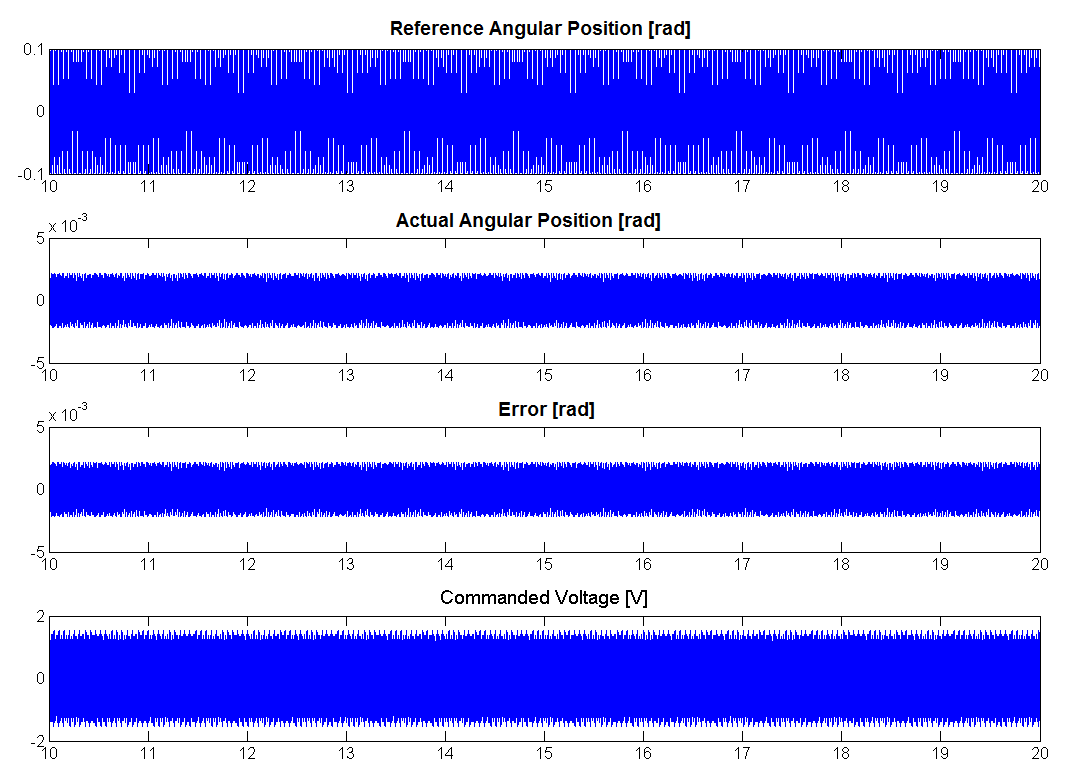 Reference Angular Position [rad]
0.1
0
-0.1
10 11 12 13 14 15 16 17 18 19 20
Actual Angular Position [rad]
x 10-3
5
0
-5
10 11 12 13 14 15 16 17 18 19 20
Error [rad]
x 10-3
5
0
-5
10 11 12 13 14 15 16 17 18 19 20
Commanded Voltage [V]
2
0
-2
10 11 12 13 14 15 16 17 18 19 20